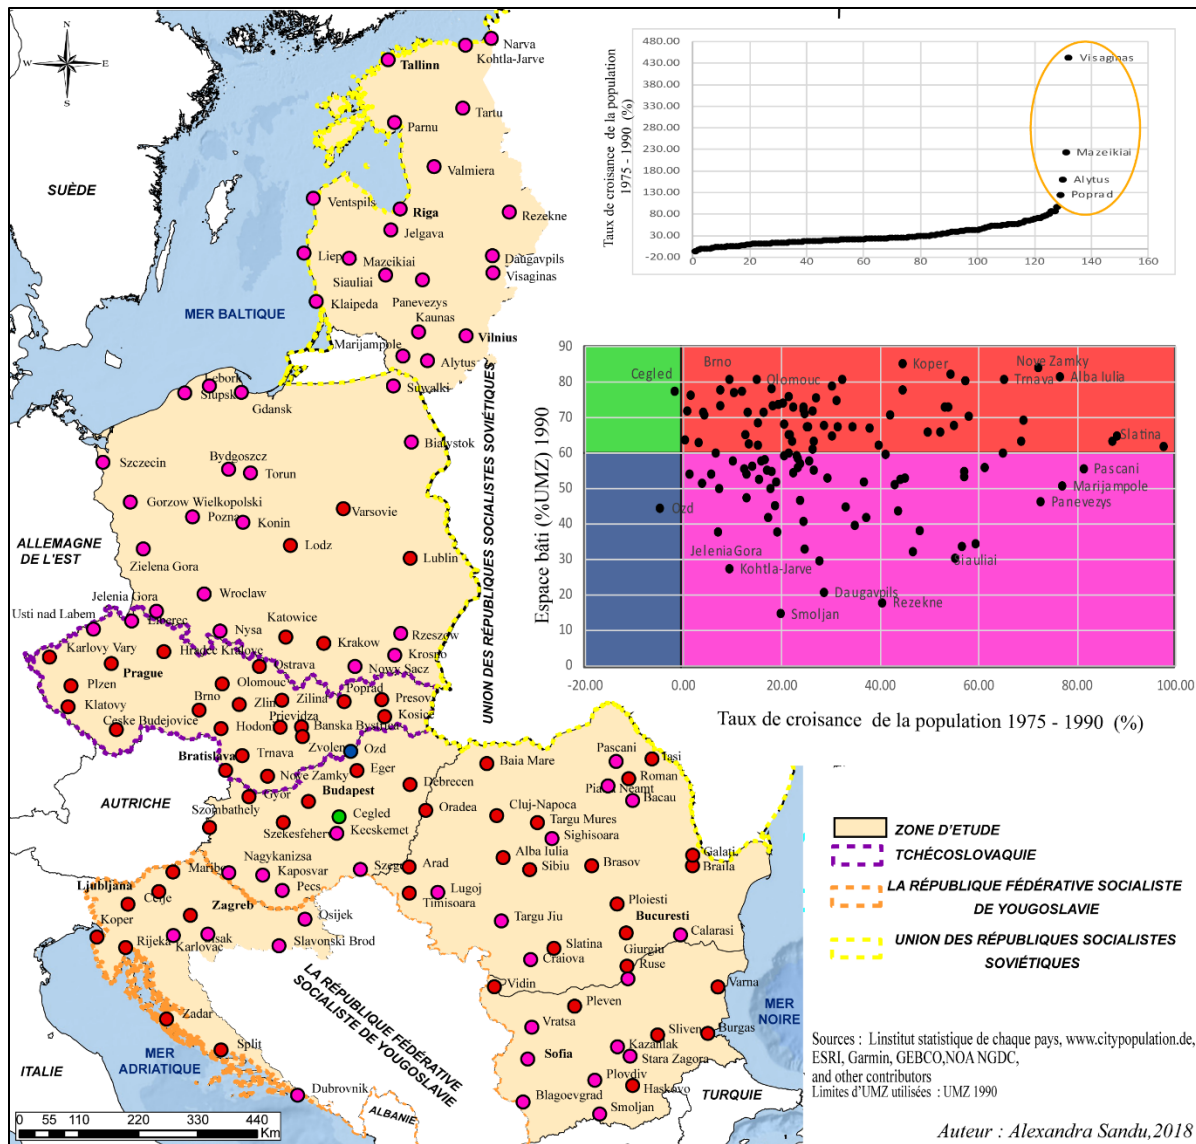 N
W
E
S
SUÈDE
MER BALTIQUE
Narva
Kohtla-Jarve
Tallinn
Tartu
Parnu
Valmiera
Ventspils
Riga
Rezekne
Jelgava
Liep
Mazeikiai
Daugavpils
Siauliai
Visaginas
Klaipeda
Panevezys
Kaunas
Vilnius
Marijampole
Alytus
UNION DES RÉPUBLIQUES SOCIALISTES SOVIÉTIQUES
Lebork
Slupsk
Gdansk
Suwalki
Bialystok
Szczecin
Bydgoszcz
Torun
Gorzow Wielkopolski
Poznan
Konin
Varsovie
ALLEMAGNE
DE L'EST
Zielena Gora
Lodz
Lublin
Jelenia Gora
Wroclaw
Usti nad Labem
Liberec
Nysa
Katowice
Krakow
Rzeszow
Krosno
Karlovy Vary
Hradec Kralove
Prague
Ostrava
Nowy Sacz
Plzen
Olomouc
Klatovy
Brno
Zlin
Zilina
Poprad
Presov
Ceske Budejovice
Hodonin
Prievidza
Banska Bystrica
Kosice
Bratislava
Trnava
Zvolen
Ozd
Nove Zamky
Eger
AUTRICHE
Gyor
Budapest
Debrecen
Szombathely
Cegled
Szekesfeher
Kecskemet
Oradea
Baia Mare
Pascani
Iasi
Roman
Piatra Neamt
Bacau
Cluj-Napoca
Targu Mures
Sighisoara
Nagykanizsa
Maribor
Kaposvar
Szeged
Arad
Alba Iulia
Sibiu
Brasov
Galati
Braila
Ljubljana
Celje
Pecs
Lugoj
Timisoara
Zagreb
Koper
Osijek
Targu Jiu
Ploiesti
Bucuresti
Rijeka
Karlovac
Sisak
Slavonski Brod
Slatina
Giurgiu
Calarasi
Craiova
Ruse
LA RÉPUBLIQUE FÉDÉRATIVE
SOCIALISTE DE YOUGOSLAVIE
Vidin
Varna
Pleven
Zadar
Vratsa
Sliven
Burgas
MER
NOIRE
MER
ADRIATIQUE
Split
Sofia
Kazanlak
Stara Zagora
ITALIE
Plovdiv
Haskovo
Dubrovnik
Blagoevgrad
Smoljan
TURQUIE
ALBANIE
0 55 110 220 330 440
Km
Taux de croisance de la population
1975 - 1990 (%)
480.00
430.00
380.00
330.00
280.00
230.00
180.00
130.00
80.00
30.00
-20.00
0 20 40 60 80 100 120 140 160
Visaginas
Mazeikiai
Alytus
Poprad
Espace bâti (%UMZ) 1990
90
80
70
60
50
40
30
20
10
0
-20.00 0.00 20.00 40.00 60.00 80.00 100.00
Brno
Koper
Nove Zamky
Cegled
Olomouc
Trnava
Alba Iulia
Slatina
Pascani
Marijampole
Ozd
Panevezys
JeleniaGora
Siauliai
Kohtla-Jarve
Daugavpils
Rezekne
Smoljan
Taux de croisance de la population 1975 - 1990 (%)
ZONE D'ETUDE
TCHÉCOSLOVAQUIE
LA RÉPUBLIQUE FÉDÉRATIVE SOCIALISTE
DE YOUGOSLAVIE
UNION DES RÉPUBLIQUES SOCIALISTES
SOVIÉTIQUES
Sources : Linstitut statistique de chaque pays, www.citypopulation.de,
ESRI, Garmin, GEBCO,NOA NGDC,
and other contributors
Limites d'UMZ utilisées : UMZ 1990
Auteur : Alexandra Sandu,2018